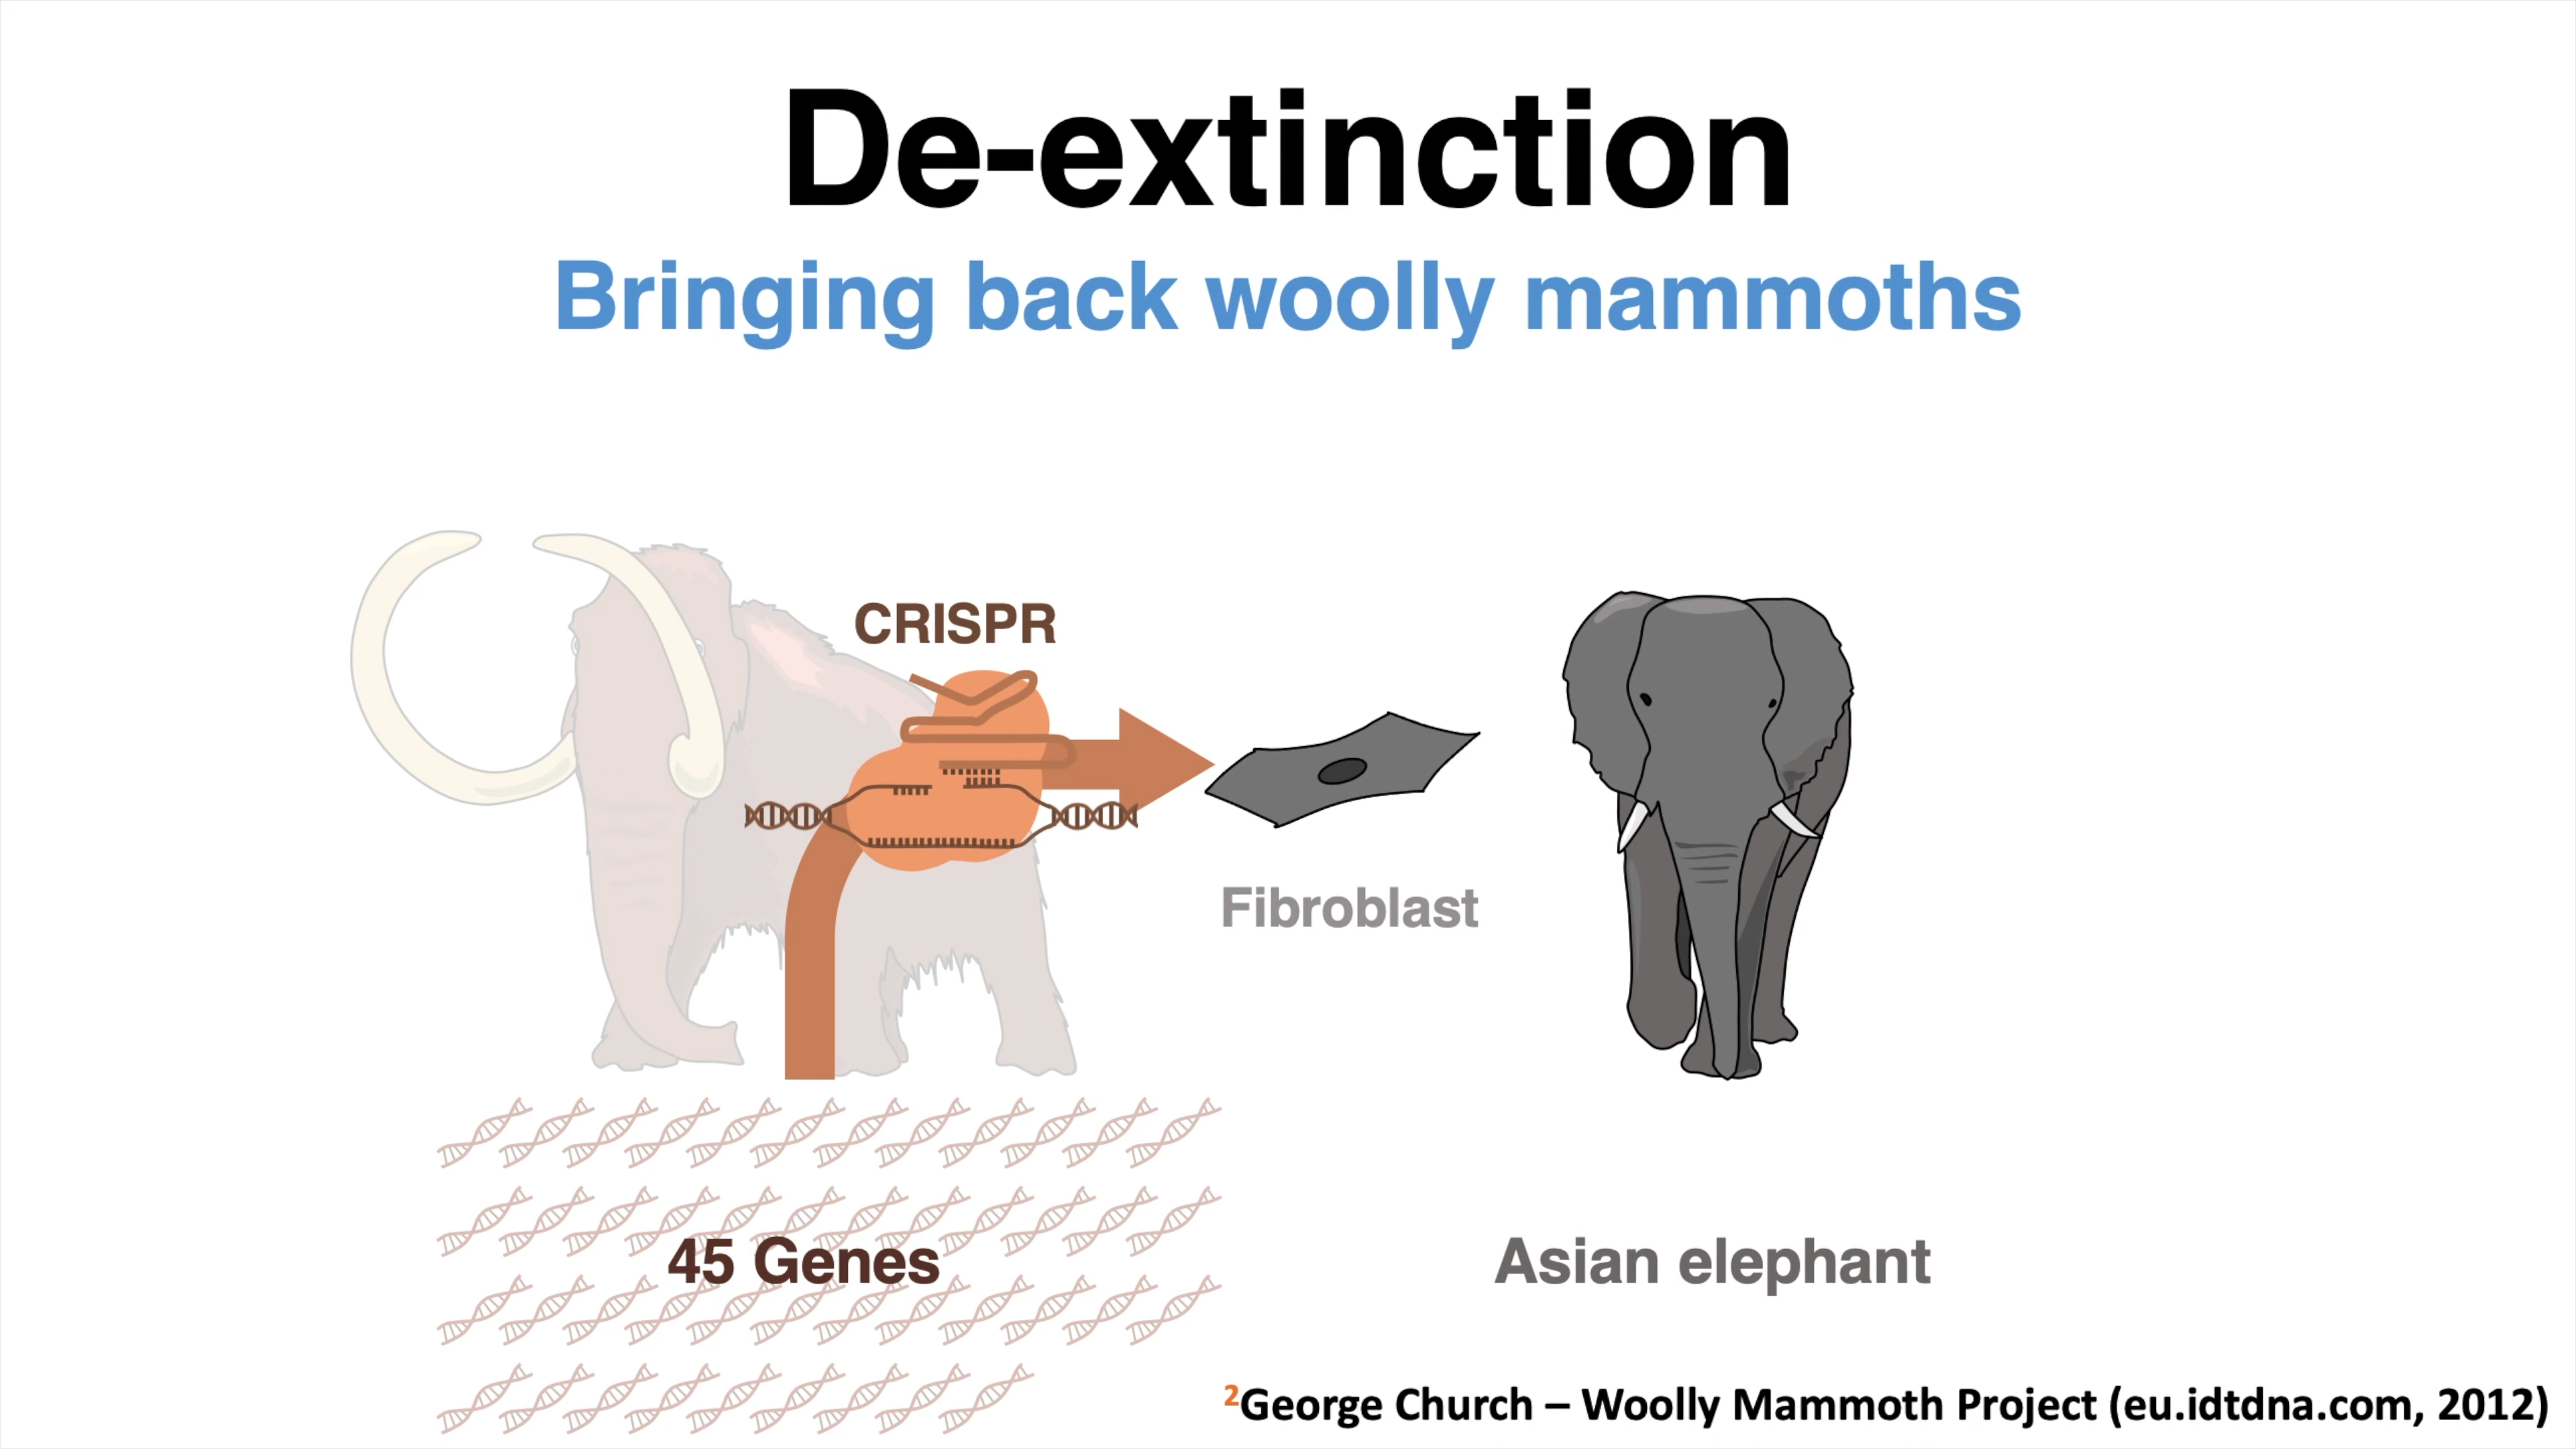 De-extinction
Bringing back woolly mammoths
CRISPR
Fibroblast
45 Genes
Asian elephant
²George Church – Woolly Mammoth Project (eu.idtdna.com, 2012)